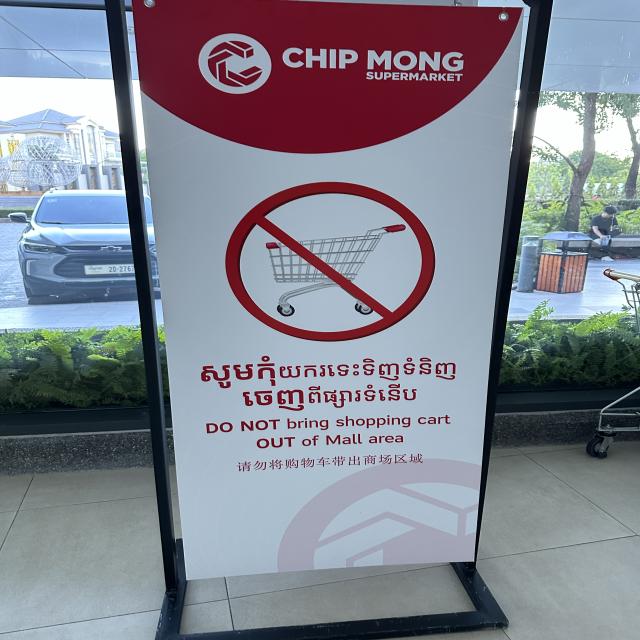 CHIP MONG
SUPERMARKET
សូមកុំយករទេះទិញទំនិញ
ចេញពីផ្សារទំនើប
DO NOT bring shopping cart
OUT of Mall area
请勿将购物车带出商场区域